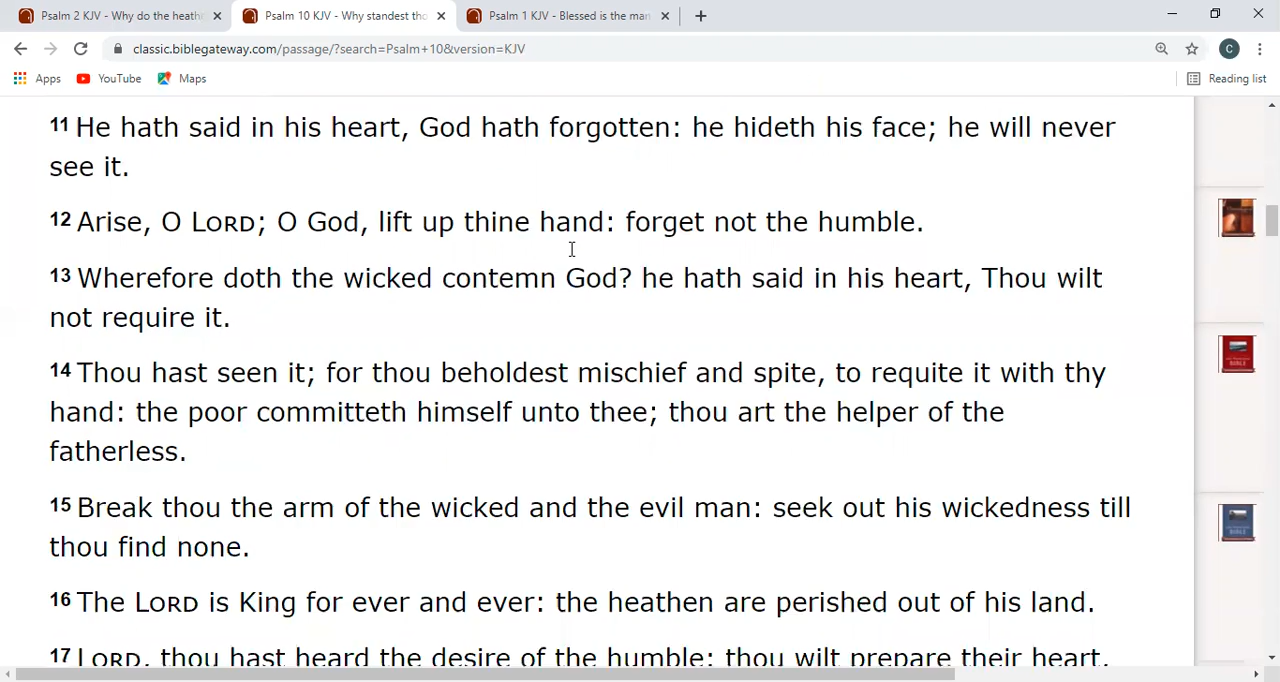 Psalm 2 KJV - Why do the heath
Psalm 10 KJV - Why standest tho
Psalm 1 KJV - Blessed is the man
classic.biblegateway.com/passage/?search=Psalm+10&version=KJV
C
Apps YouTube Maps Reading list
11 He hath said in his heart, God hath forgotten: he hideth his face; he will never
see it.
12 Arise, O LORD; O God, lift up thine hand: forget not the humble.
13 Wherefore doth the wicked contemn God? he hath said in his heart, Thou wilt
not require it.
14 Thou hast seen it; for thou beholdest mischief and spite, to requite it with thy
hand: the poor committeth himself unto thee; thou art the helper of the
fatherless.
15 Break thou the arm of the wicked and the evil man: seek out his wickedness till
thou find none.
16 The LORD is King for ever and ever: the heathen are perished out of his land.
17 LORD, thou hast heard the desire of the humble: thou wilt prepare their heart,